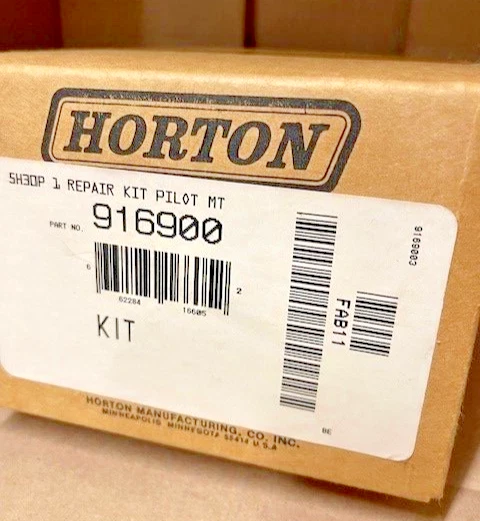 HORTON
5H30P 1 REPAIR KIT PILOT MT
PART NO. 916900
6 62284 16605 2
KIT
9169003
FAB11
BE
HORTON MANUFACTURING, CO. INC.
MINNEAPOLIS MINNESOTA 55414 U.S.A